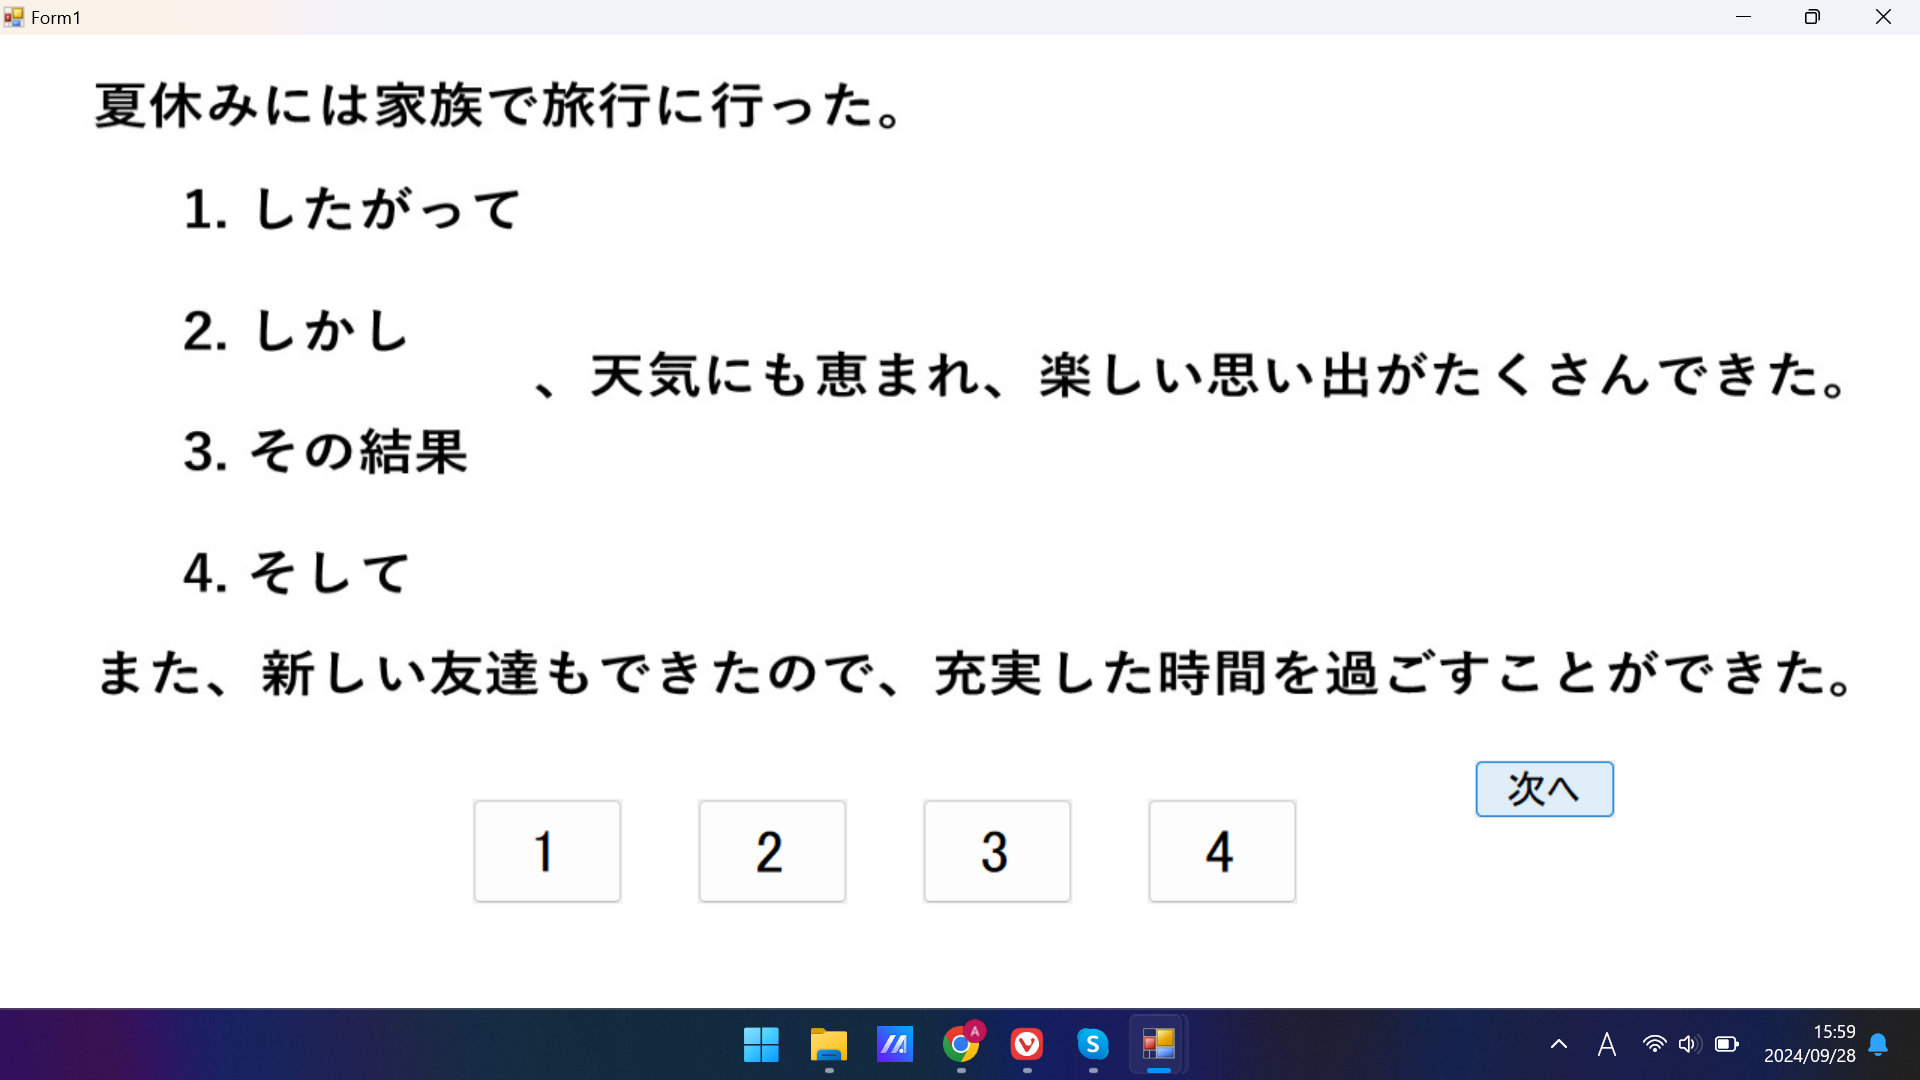 Form1
夏休みには家族で旅行に行った。
1. したがって
2. しかし
、天気にも恵まれ、楽しい思い出がたくさんできた。
3. その結果
4. そして
また、新しい友達もできたので、充実した時間を過ごすことができた。
次へ
1 2 3 4
A
S
A
15:59
2024/09/28